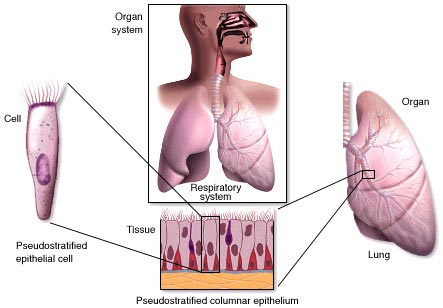 Organ
system
Cell
Organ
Respiratory
system
Tissue
Pseudostratified
epithelial cell
Lung
Pseudostratified columnar epithelium